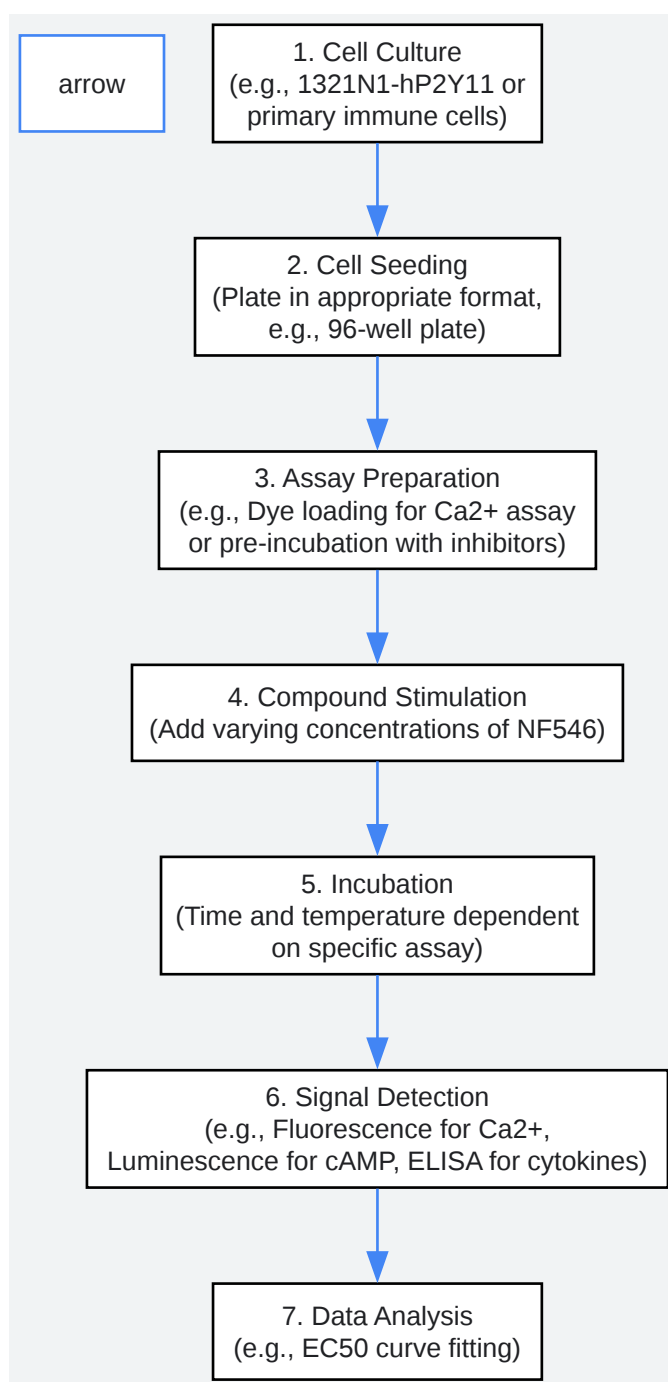 arrow
1. Cell Culture
(e.g., 1321N1-hP2Y11 or
primary immune cells)
2. Cell Seeding
(Plate in appropriate format,
e.g., 96-well plate)
3. Assay Preparation
(e.g., Dye loading for Ca2+ assay
or pre-incubation with inhibitors)
4. Compound Stimulation
(Add varying concentrations of NF546)
5. Incubation
(Time and temperature dependent
on specific assay)
6. Signal Detection
(e.g., Fluorescence for Ca2+,
Luminescence for cAMP, ELISA for cytokines)
7. Data Analysis
(e.g., EC50 curve fitting)